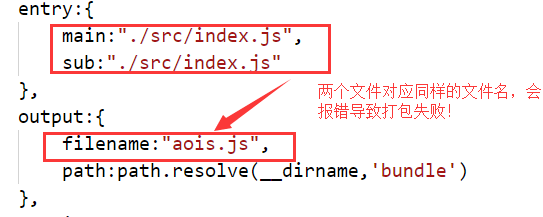 entry:{
main:"./src/index.js",
sub:"./src/index.js"
},
两个文件对应同样的文件名，会
报错导致打包失败！
output:{
filename:"aois.js",
path:path.resolve(__dirname,'bundle')
},